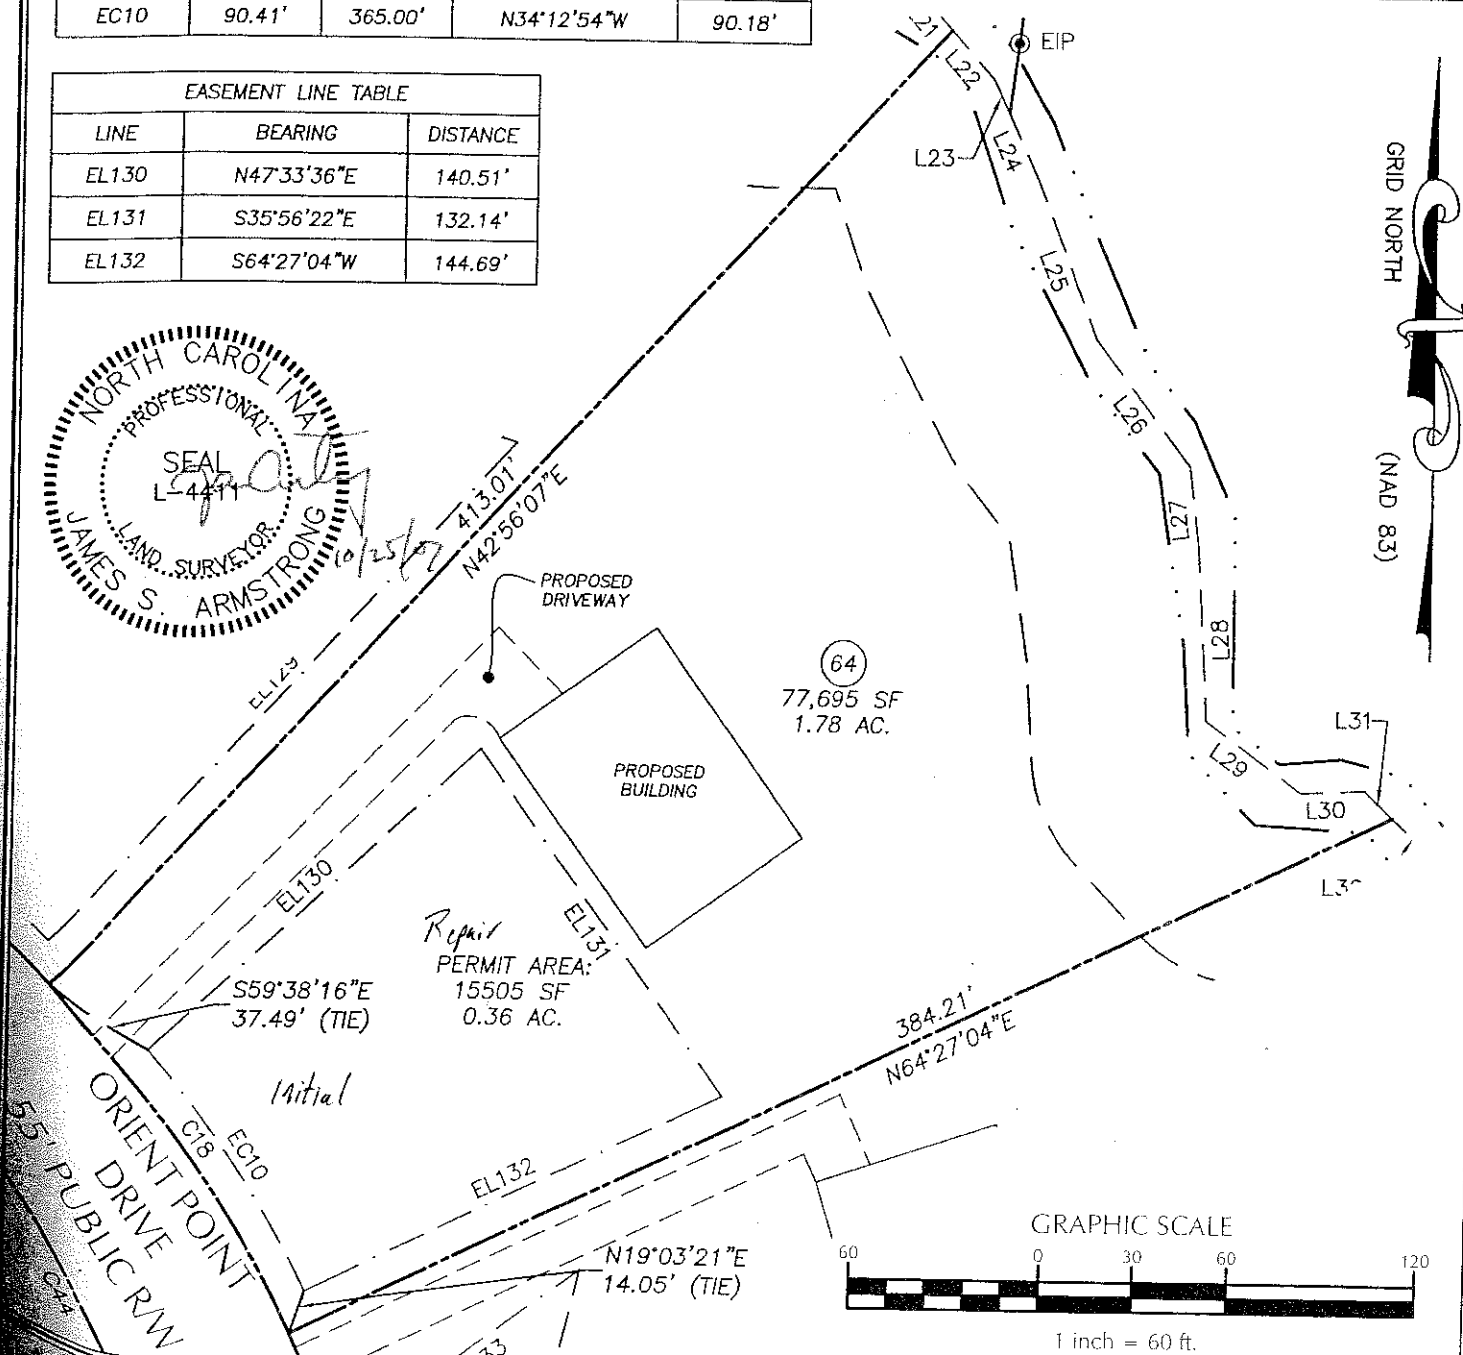 EC10 90.41' 365.00' N34°12'54"W 90.18'
EASEMENT LINE TABLE
LINE BEARING DISTANCE
EL130 N47°33'36"E 140.51'
EL131 S35°56'22"E 132.14'
EL132 S64°27'04"W 144.69'
NORTH CAROLINA
PROFESSIONAL
SEAL
L-4411
LAND SURVEYOR
JAMES S. ARMSTRONG
10/25/07
21
L22
EIP
L23
L24
L25
L26
L27
L28
L29
L30
L31
GRID NORTH
(NAD 83)
413.01'
N42°56'07"E
PROPOSED
DRIVEWAY
EL129
64
77,695 SF
1.78 AC.
PROPOSED
BUILDING
EL130
EL131
Repair
PERMIT AREA:
15505 SF
0.36 AC.
S59°38'16"E
37.49' (TIE)
Initial
384.21'
N64°27'04"E
C18
EC10
EL132
ORIENT POINT
DRIVE
55' PUBLIC R/W
C44
N19°03'21"E
14.05' (TIE)
33
GRAPHIC SCALE
60 0 30 60 120
1 inch = 60 ft.